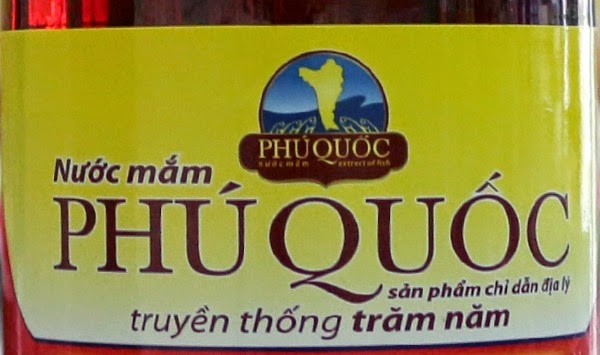 PHÚ QUỐC
nước mắm extract of fish
Nước mắm
PHÚ QUỐC
sản phẩm chỉ dẫn địa lý
truyền thống trăm năm